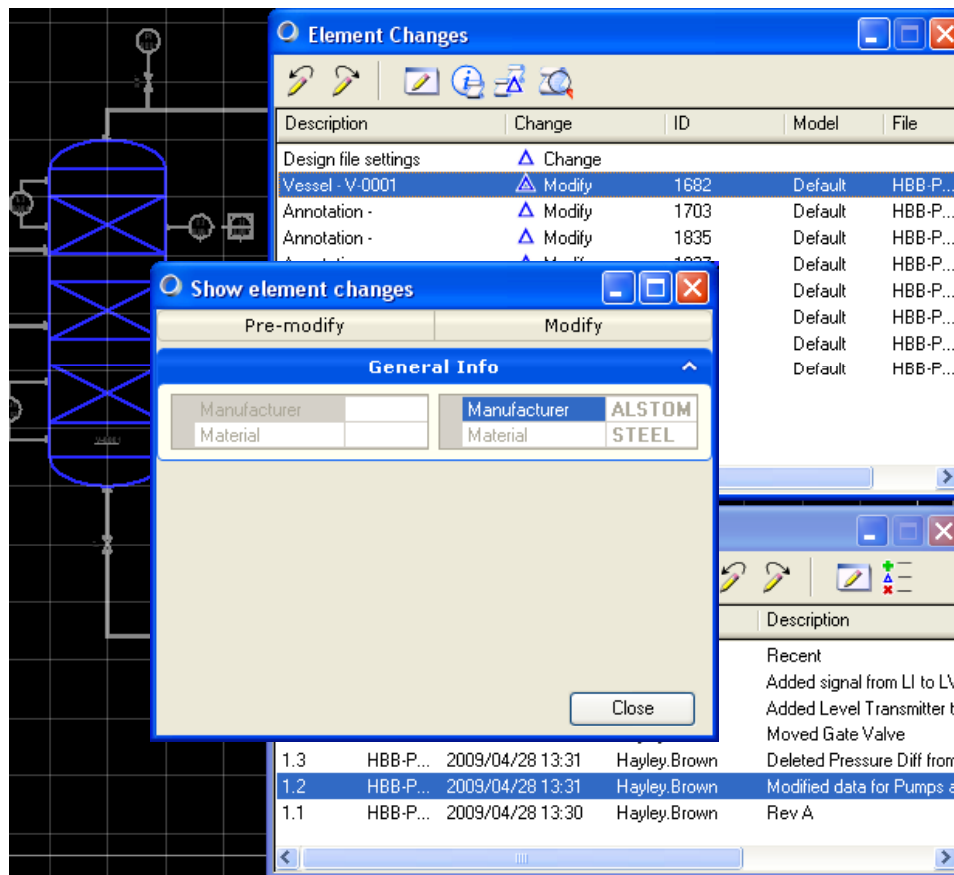 Element Changes
Description Change ID Model File
Design file settings Change
Vessel - V-0001 Modify 1682 Default HBB-P...
Annotation - Modify 1703 Default HBB-P...
Annotation - Modify 1835 Default HBB-P...
Default HBB-P...
Default HBB-P...
Default HBB-P...
Default HBB-P...
Default HBB-P...
Show element changes
Pre-modify Modify
General Info
Manufacturer Manufacturer ALSTOM
Material Material STEEL
Close
Description
Recent
Added signal from LI to LV
Added Level Transmitter t
Moved Gate Valve
1.3 HBB-P... 2009/04/28 13:31 Hayley.Brown Deleted Pressure Diff from
1.2 HBB-P... 2009/04/28 13:31 Hayley.Brown Modified data for Pumps a
1.1 HBB-P... 2009/04/28 13:30 Hayley.Brown Rev A